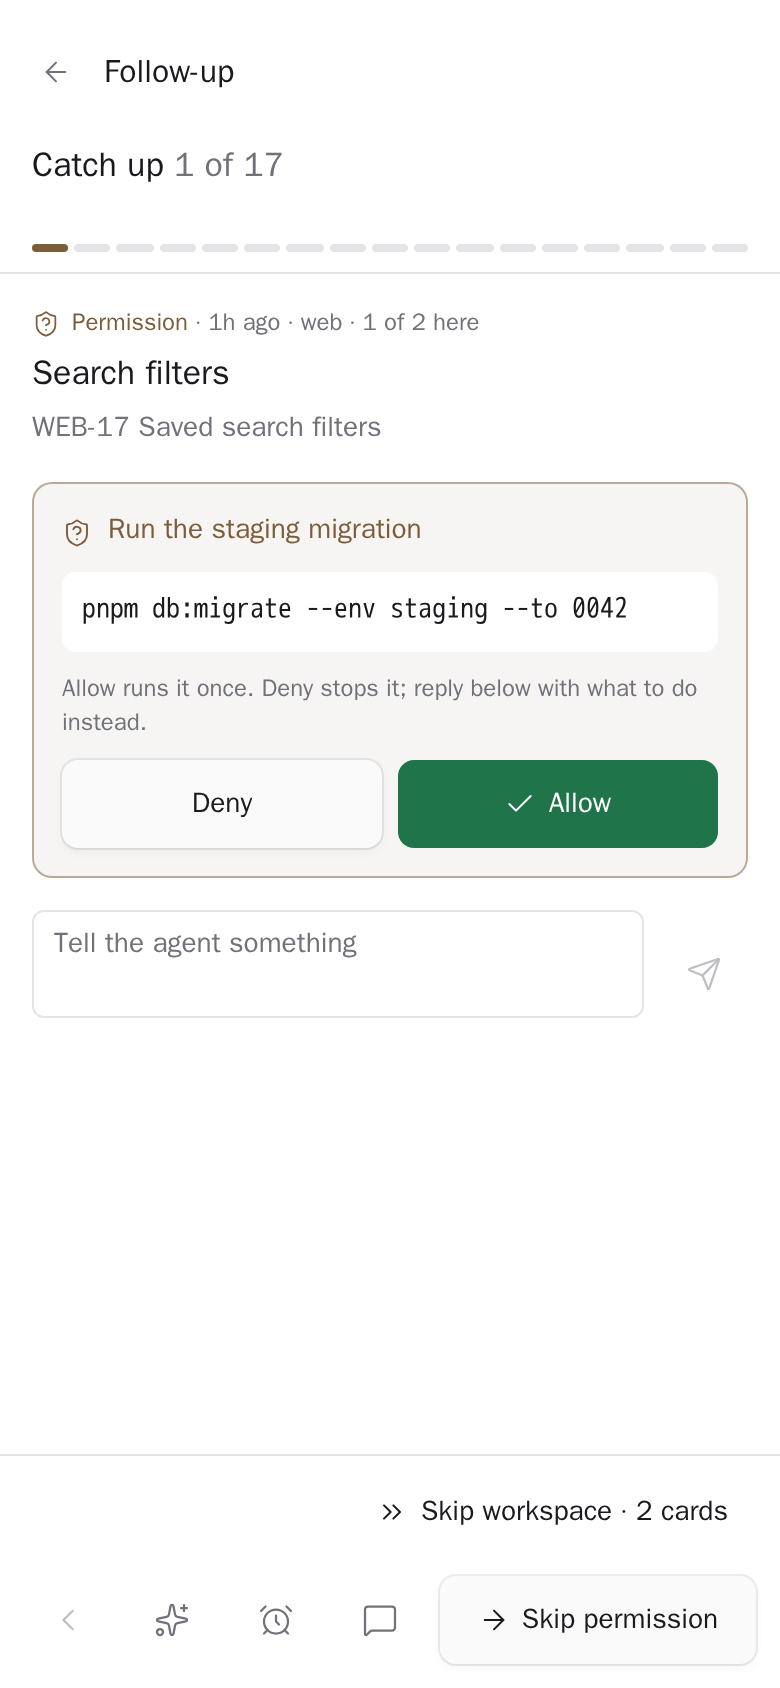 Follow-up
Catch up 1 of 17
Permission · 1h ago · web · 1 of 2 here
Search filters
WEB-17 Saved search filters
Run the staging migration
pnpm db:migrate --env staging --to 0042
Allow runs it once. Deny stops it; reply below with what to do
instead.
Deny
Allow
Tell the agent something
Skip workspace · 2 cards
Skip permission